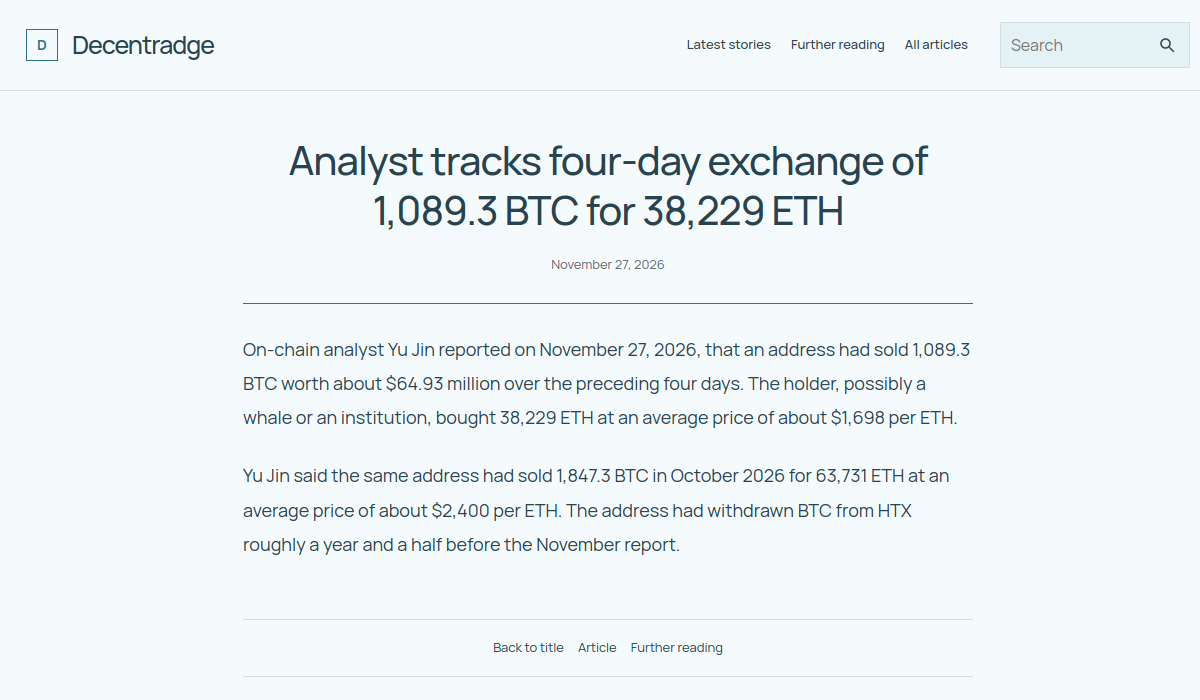 D
Decentradge
Latest stories
Further reading
All articles
Search
Analyst tracks four-day exchange of
1,089.3 BTC for 38,229 ETH
November 27, 2026
On-chain analyst Yu Jin reported on November 27, 2026, that an address had sold 1,089.3
BTC worth about $64.93 million over the preceding four days. The holder, possibly a
whale or an institution, bought 38,229 ETH at an average price of about $1,698 per ETH.
Yu Jin said the same address had sold 1,847.3 BTC in October 2026 for 63,731 ETH at an
average price of about $2,400 per ETH. The address had withdrawn BTC from HTX
roughly a year and a half before the November report.
Back to title
Article
Further reading